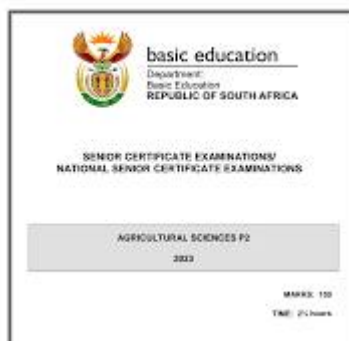 basic education
Department:
Basic Education
REPUBLIC OF SOUTH AFRICA
SENIOR CERTIFICATE EXAMINATIONS/
NATIONAL SENIOR CERTIFICATE EXAMINATIONS
AGRICULTURAL SCIENCES P2
2023
MARKS: 150
TIME: 2½ hours